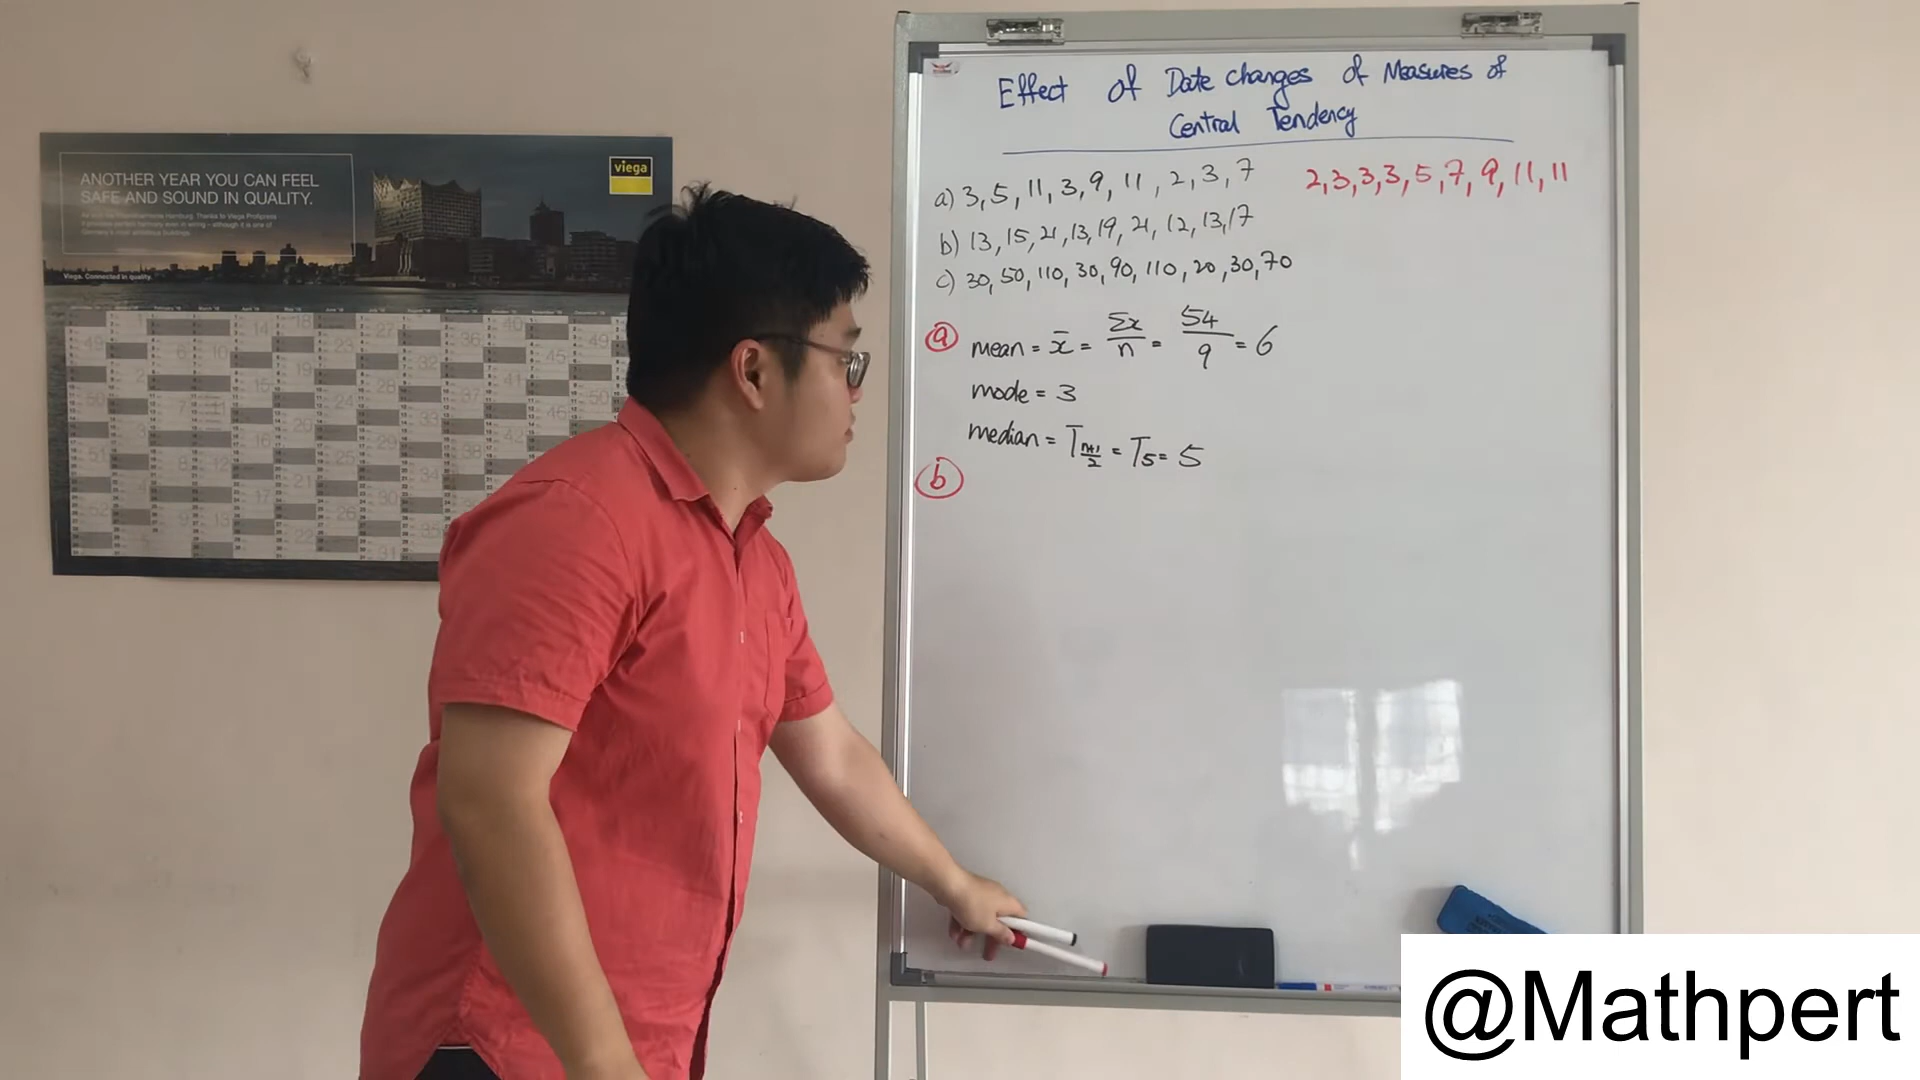 ANOTHER YEAR YOU CAN FEEL
SAFE AND SOUND IN QUALITY.
viega
Viega. Connected in quality.
Effect of Date changes of Measures of
Central Tendency
a) 3, 5, 11, 3, 9, 11, 2, 3, 7
2, 3, 3, 3, 5, 7, 9, 11, 11
b) 13, 15, 21, 13, 19, 21, 12, 13, 17
c) 30, 50, 110, 30, 90, 110, 20, 30, 70
a mean = x̄ = Σx/n = 54/9 = 6
mode = 3
median = T n+1/2 = T5 = 5
b
@Mathpert